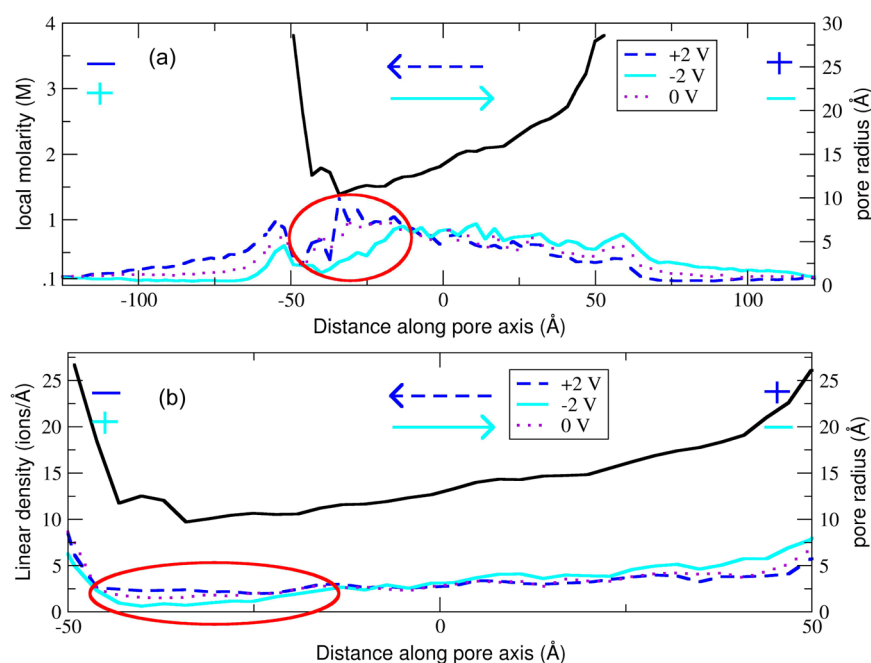 (a)
+2 V
-2 V
0 V
local molarity (M)
4
3
2
1
.1
pore radius (Å)
30
25
20
15
10
5
0
-100
-50
0
50
100
Distance along pore axis (Å)
(b)
+2 V
-2 V
0 V
Linear density (ions/Å)
25
20
15
10
5
0
pore radius (Å)
25
20
15
10
5
0
-50
0
50
Distance along pore axis (Å)